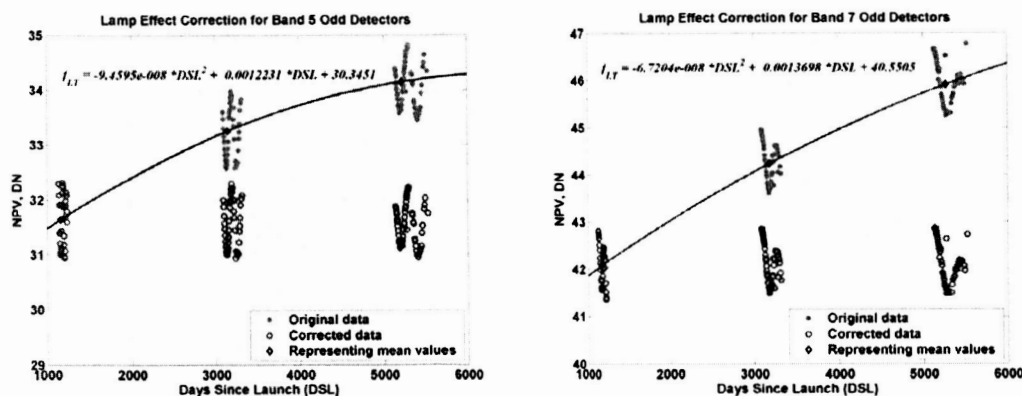 Lamp Effect Correction for Band 5 Odd Detectors
35
34
33
32
31
30
29
NPV, DN
f_LT = -9.4595e-008 *DSL^2 + 0.0012231 *DSL + 30.3451
Original data
Corrected data
Representing mean values
1000 2000 3000 4000 5000 6000
Days Since Launch (DSL)
Lamp Effect Correction for Band 7 Odd Detectors
47
46
45
44
43
42
41
40
NPV, DN
f_LT = -6.7204e-008 *DSL^2 + 0.0013698 *DSL + 40.5505
Original data
Corrected data
Representing mean values
1000 2000 3000 4000 5000 6000
Days Since Launch (DSL)